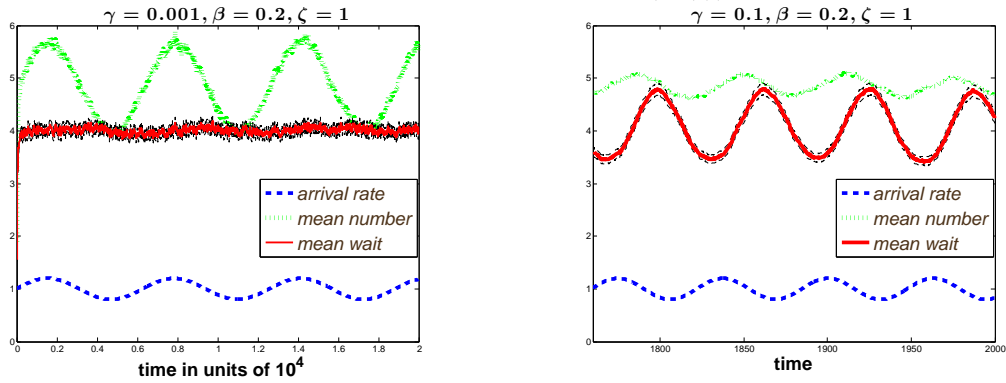 γ = 0.001, β = 0.2, ζ = 1
6
5
4
3
2
1
0
arrival rate
mean number
mean wait
0 0.2 0.4 0.6 0.8 1 1.2 1.4 1.6 1.8 2
time in units of 10^4
γ = 0.1, β = 0.2, ζ = 1
6
5
4
3
2
1
0
arrival rate
mean number
mean wait
1800 1850 1900 1950 2000
time